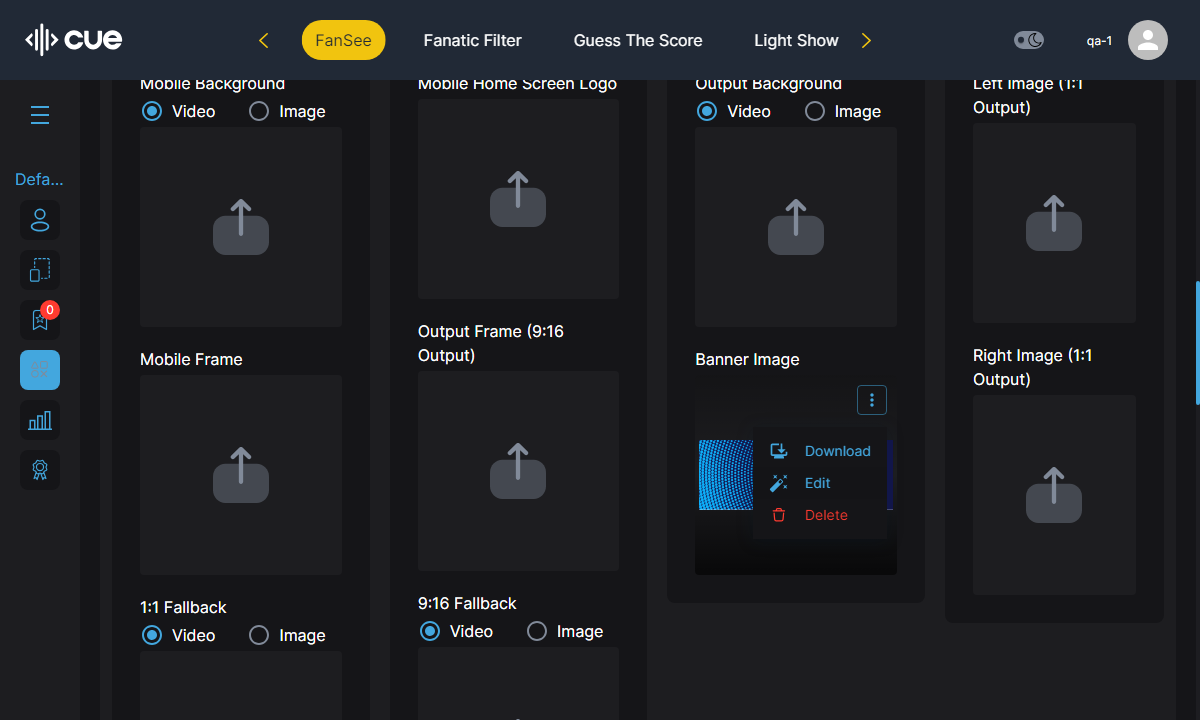 cue
FanSee
Fanatic Filter
Guess The Score
Light Show
qa-1
Defa...
0
Mobile Background
Video
Image
Mobile Frame
1:1 Fallback
Video
Image
Mobile Home Screen Logo
Output Frame (9:16
Output)
9:16 Fallback
Video
Image
Output Background
Video
Image
Banner Image
Download
Edit
Delete
Left Image (1:1
Output)
Right Image (1:1
Output)